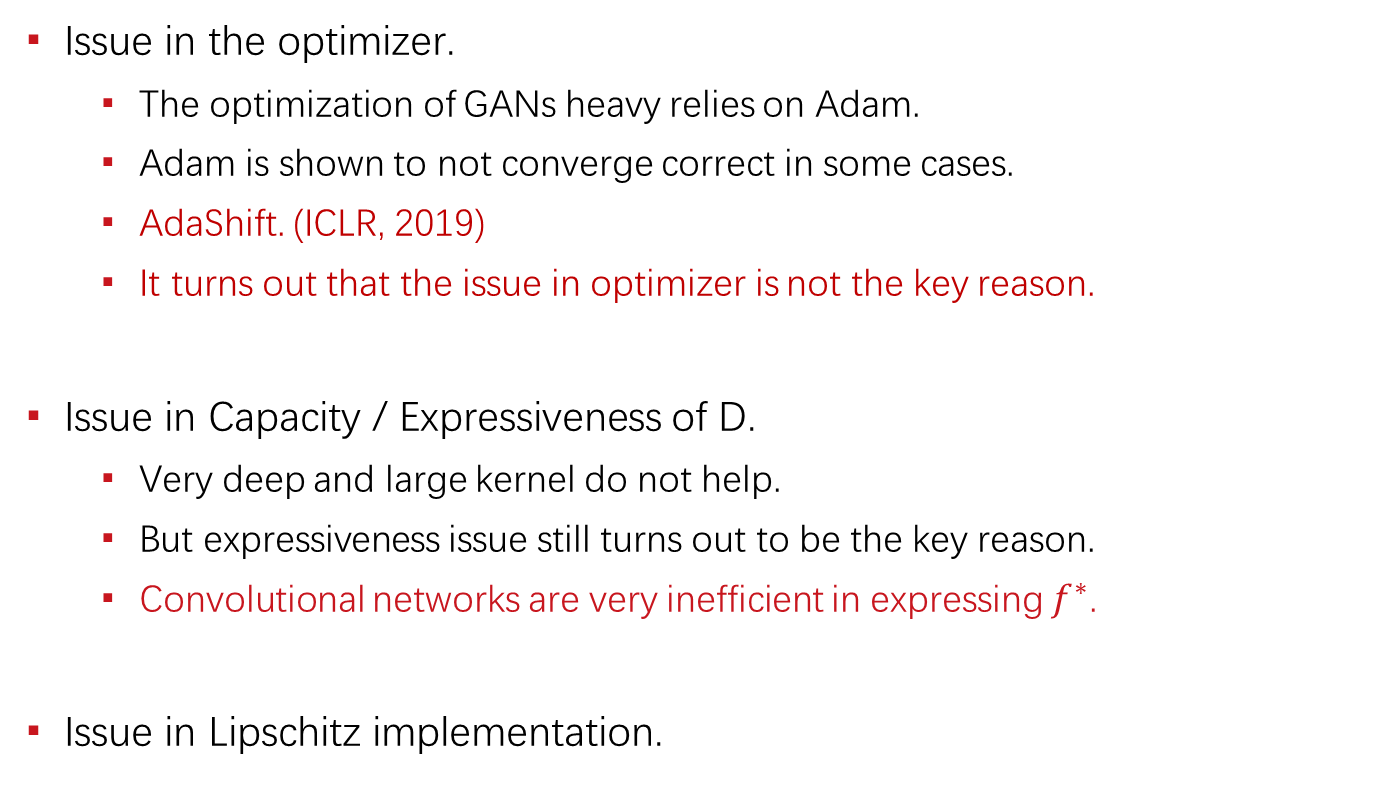 ▪ Issue in the optimizer.
▪ The optimization of GANs heavy relies on Adam.
▪ Adam is shown to not converge correct in some cases.
▪ AdaShift. (ICLR, 2019)
▪ It turns out that the issue in optimizer is not the key reason.
▪ Issue in Capacity / Expressiveness of D.
▪ Very deep and large kernel do not help.
▪ But expressiveness issue still turns out to be the key reason.
▪ Convolutional networks are very inefficient in expressing f*.
▪ Issue in Lipschitz implementation.